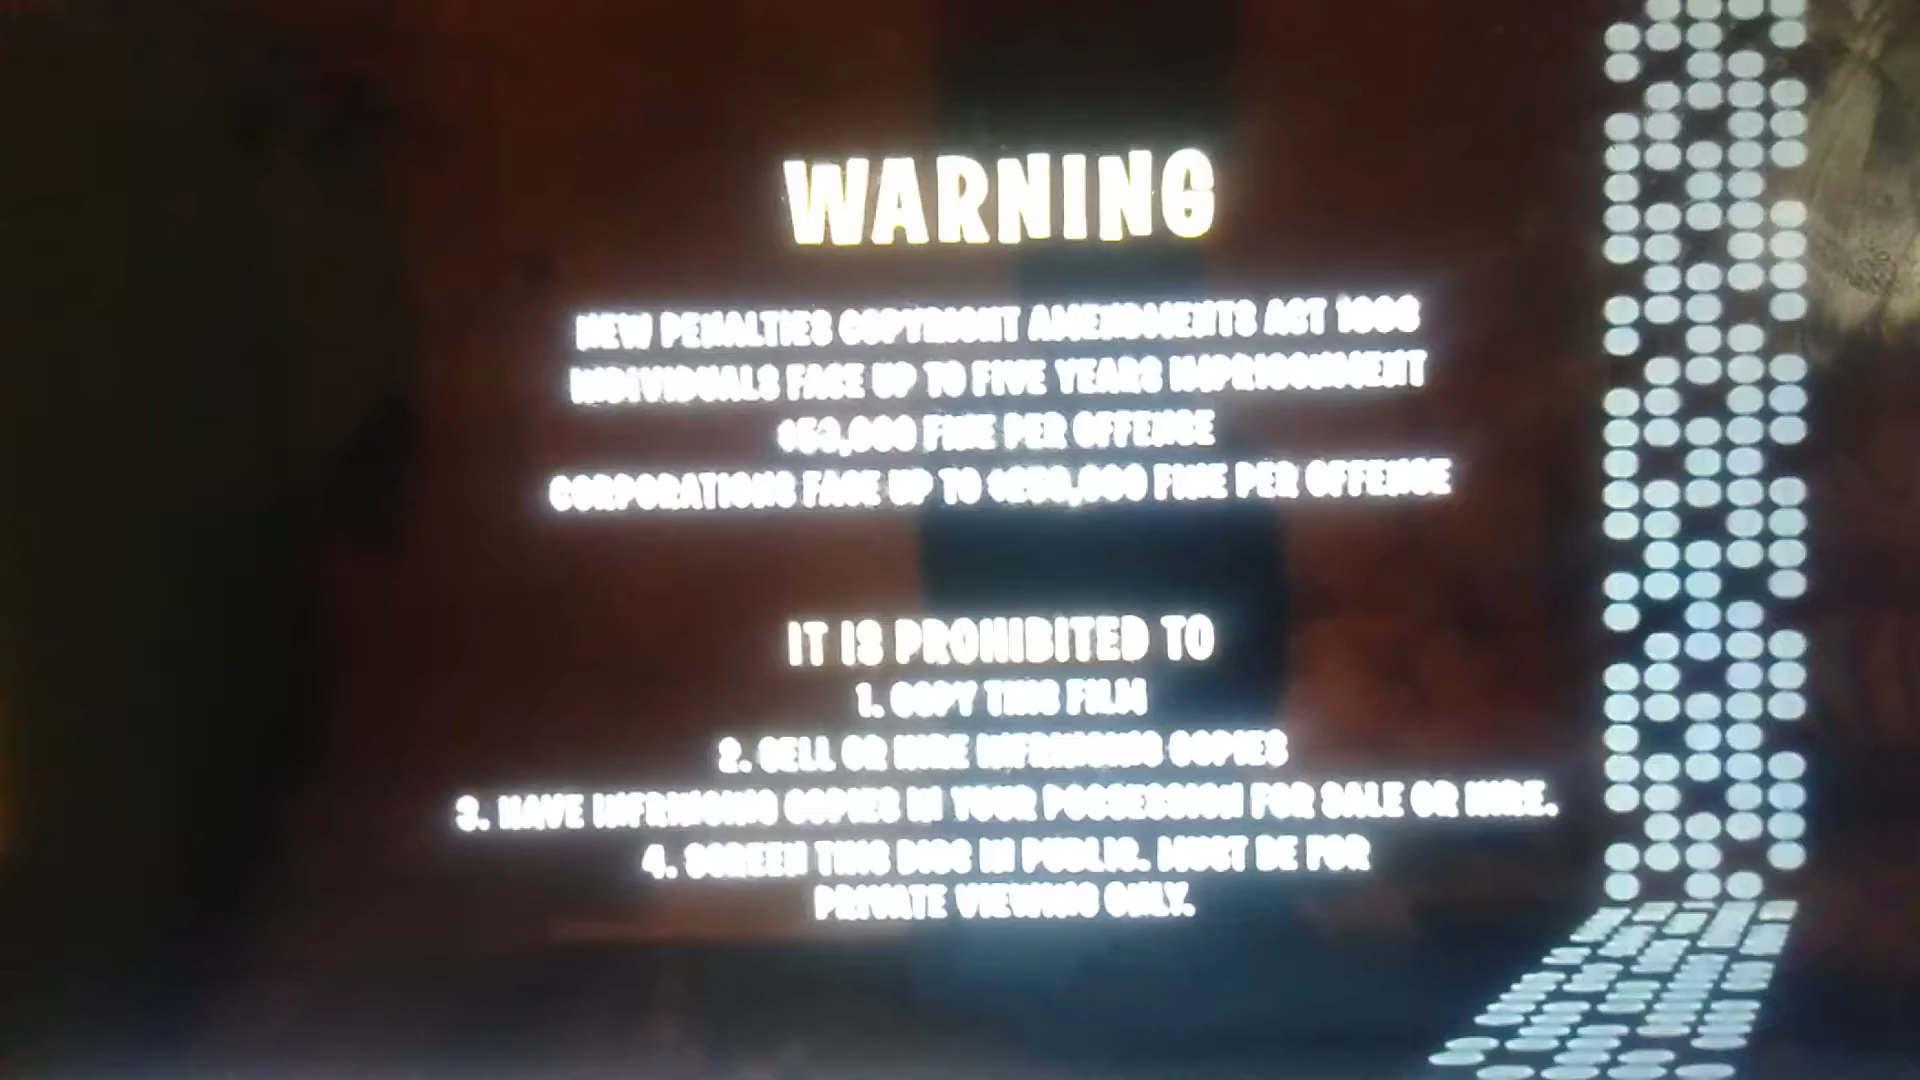 WARNING
NEW PENALTIES COPYRIGHT AMENDMENTS ACT
INDIVIDUALS FACE UP TO FIVE YEARS IMPRISONMENT
FINE PER OFFENCE
CORPORATIONS FACE UP TO FINE PER OFFENCE
IT IS PROHIBITED TO
1. COPY THIS FILM
2. SELL OR HIRE INFRINGING COPIES
3. HAVE INFRINGING COPIES IN YOUR POSSESSION FOR SALE OR HIRE.
4. SCREEN THIS DISC IN PUBLIC. MUST BE FOR
PRIVATE VIEWING ONLY.